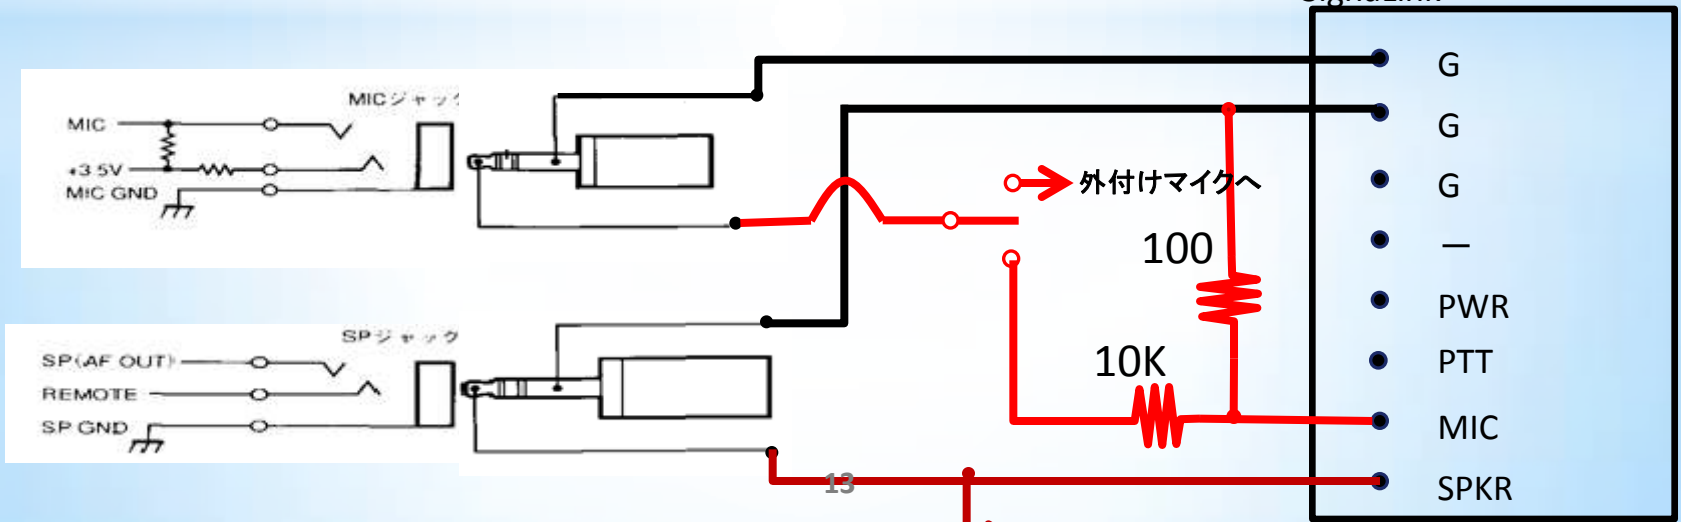 G
MICジャック
MIC
G
+3.5V
外付けマイクへ
G
MIC GND
100
—
PWR
SPジャック
SP(AF OUT)
10K
PTT
REMOTE
SP GND
MIC
13
SPKR